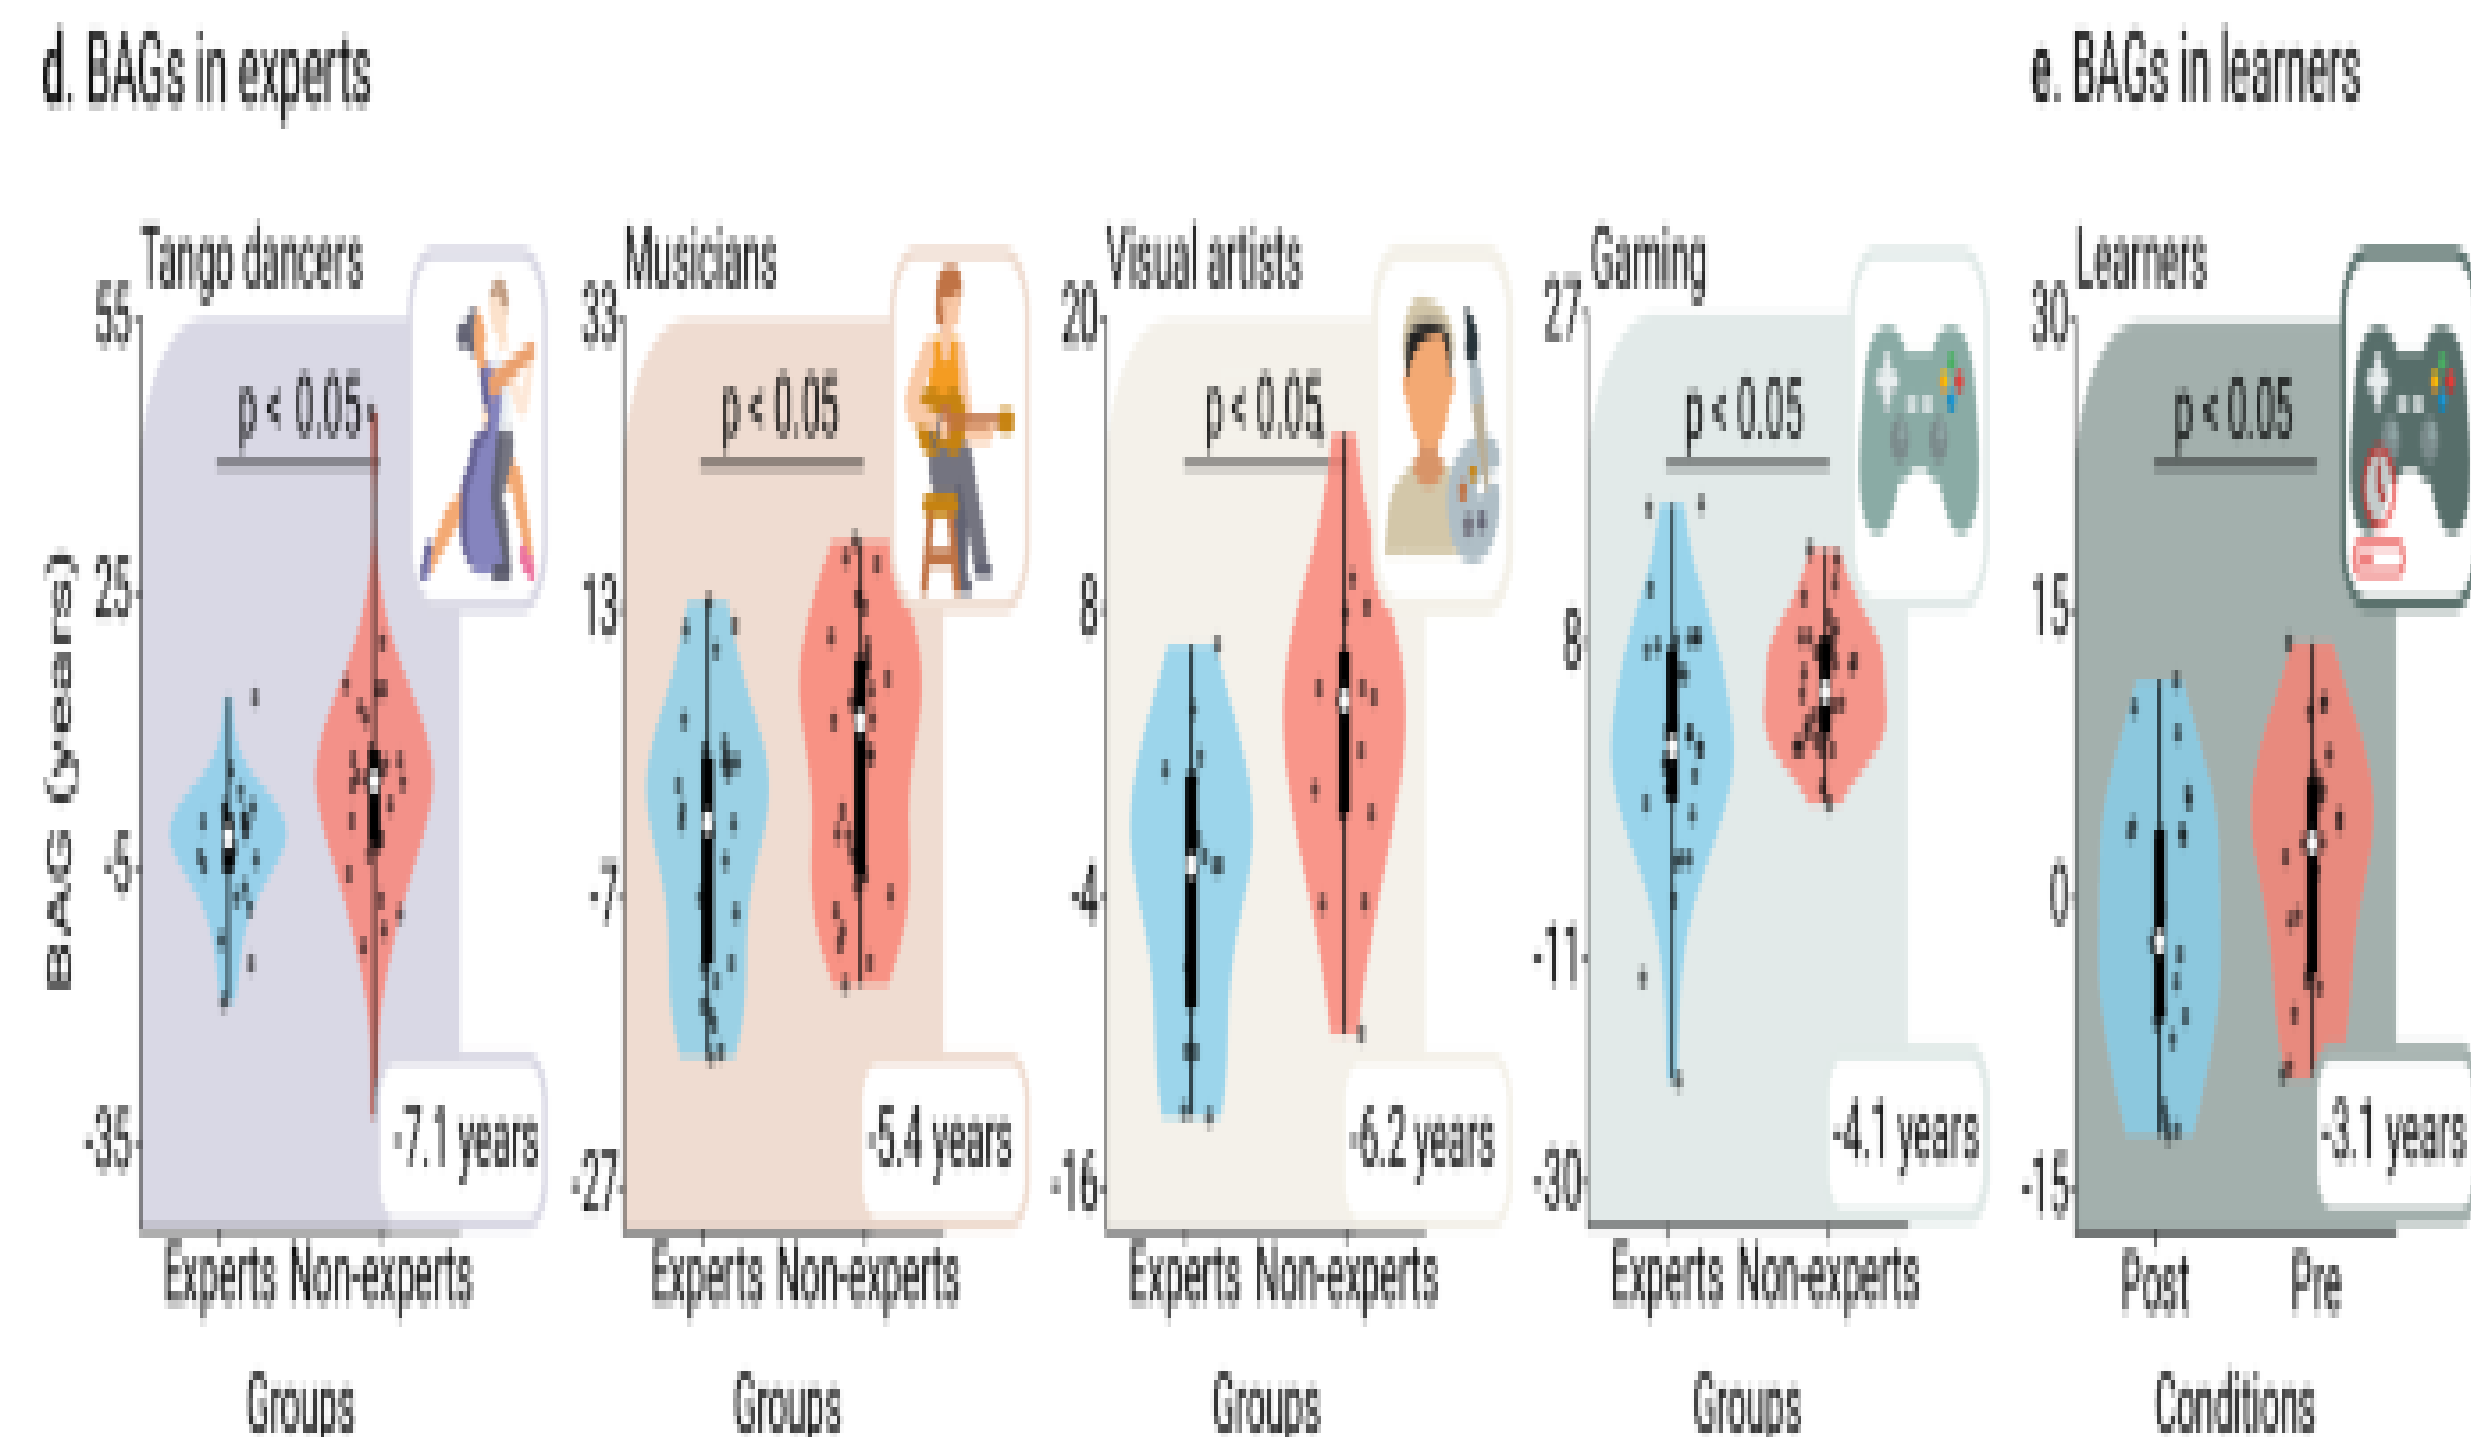 d. BAGs in experts
e. BAGs in learners
Tango dancers
Musicians
Visual artists
Gaming
Learners
BAG (years)
55
25
-5
-35
p < 0.05
-7.1 years
Experts Non-experts
Groups
33
13
-7
-27
p < 0.05
-5.4 years
Experts Non-experts
Groups
20
8
-4
-16
p < 0.05
-6.2 years
Experts Non-experts
Groups
27
8
-11
-30
p < 0.05
-4.1 years
Experts Non-experts
Groups
30
15
0
-15
p < 0.05
-3.1 years
Post Pre
Conditions